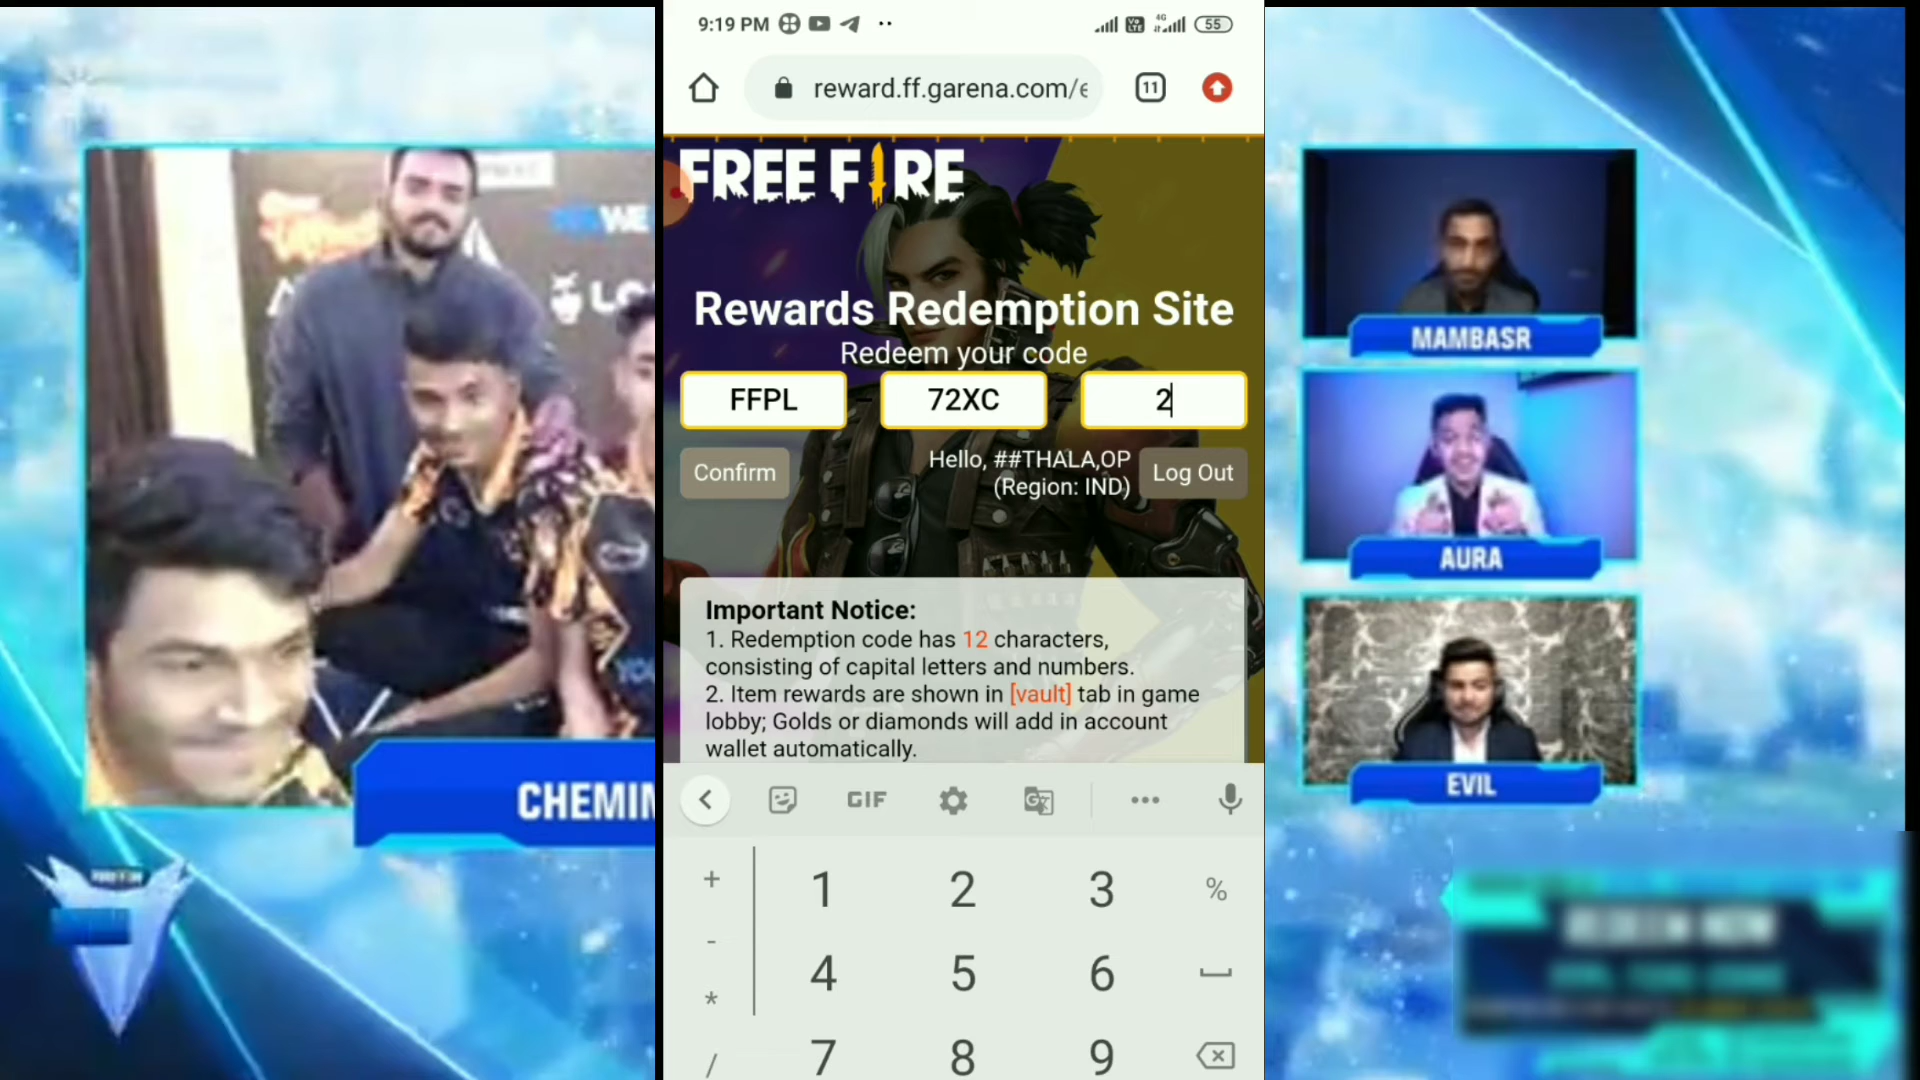 9:19 PM
4G
55
reward.ff.garena.com/e
11
FREE FIRE
Rewards Redemption Site
Redeem your code
FFPL - 72XC - 2
Confirm
Hello, ##THALA,OP
(Region: IND)
Log Out
Important Notice:
1. Redemption code has 12 characters,
consisting of capital letters and numbers.
2. Item rewards are shown in [vault] tab in game
lobby; Golds or diamonds will add in account
wallet automatically.
GIF
+ 1 2 3 %
- 4 5 6
*
/ 7 8 9
WE
CHEMIN
MAMBASR
AURA
EVIL